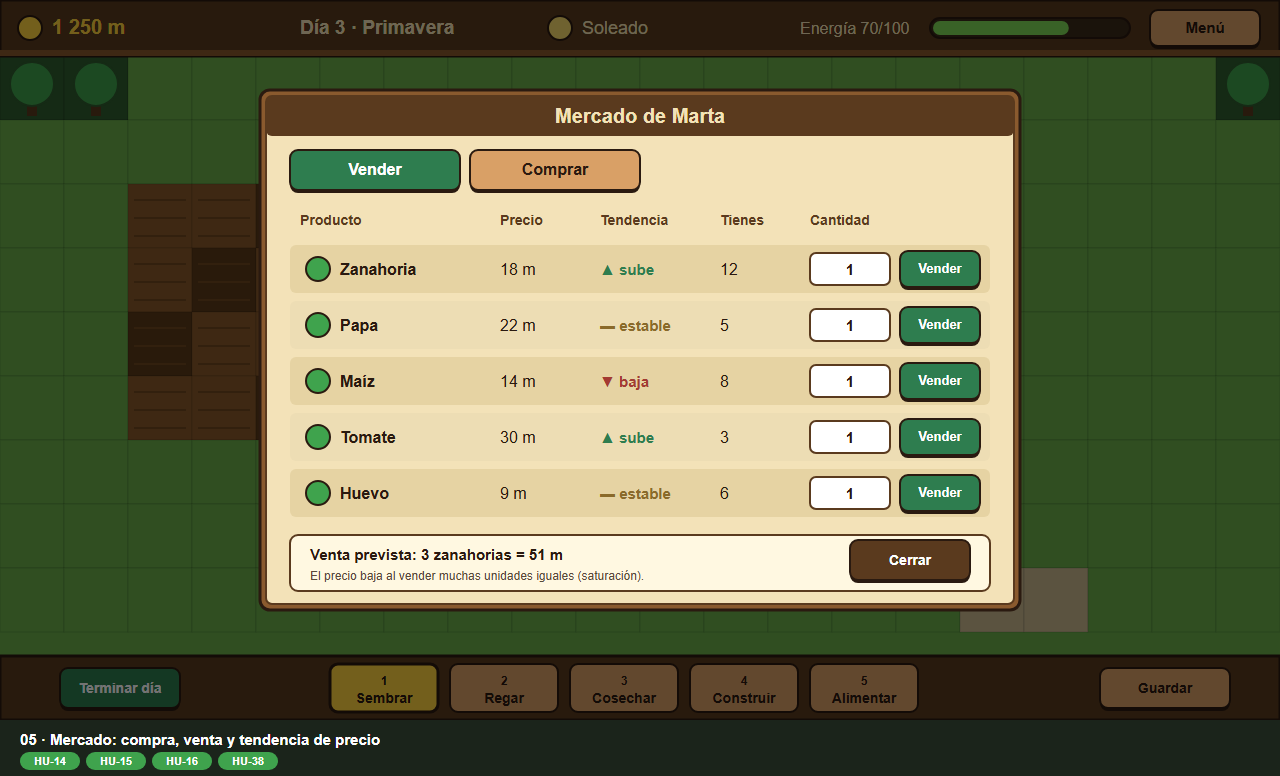 1 250 m Día 3 · Primavera Soleado Energía 70/100 Menú
Mercado de Marta
Vender Comprar
Producto Precio Tendencia Tienes Cantidad
Zanahoria 18 m ▲ sube 12 1 Vender
Papa 22 m — estable 5 1 Vender
Maíz 14 m ▼ baja 8 1 Vender
Tomate 30 m ▲ sube 3 1 Vender
Huevo 9 m — estable 6 1 Vender
Venta prevista: 3 zanahorias = 51 m
El precio baja al vender muchas unidades iguales (saturación).
Cerrar
Terminar día
1 Sembrar
2 Regar
3 Cosechar
4 Construir
5 Alimentar
Guardar
05 · Mercado: compra, venta y tendencia de precio
HU-14 HU-15 HU-16 HU-38